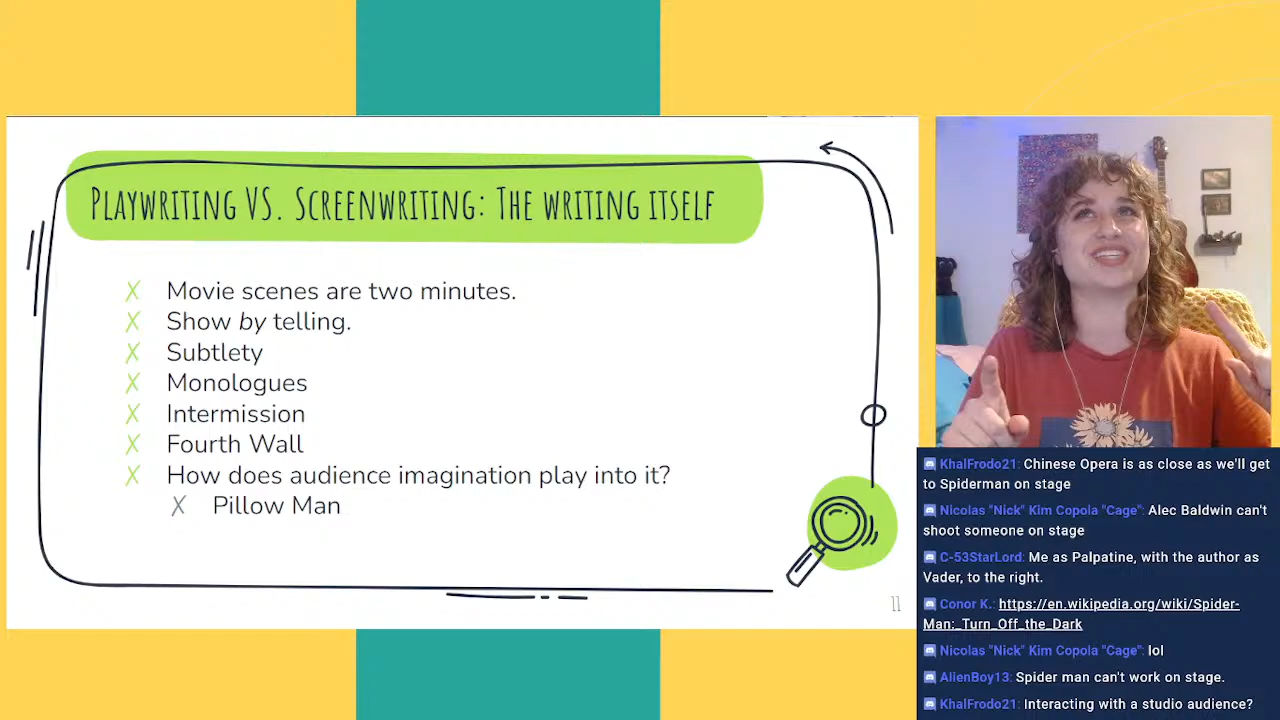 Playwriting VS. Screenwriting: The writing itself
X Movie scenes are two minutes.
X Show by telling.
X Subtlety
X Monologues
X Intermission
X Fourth Wall
X How does audience imagination play into it?
X Pillow Man
11
KhalFrodo21: Chinese Opera is as close as we'll get
to Spiderman on stage
Nicolas "Nick" Kim Copola "Cage": Alec Baldwin can't
shoot someone on stage
C-53StarLord: Me as Palpatine, with the author as
Vader, to the right.
Conor K.: https://en.wikipedia.org/wiki/Spider-
Man:_Turn_Off_the_Dark
Nicolas "Nick" Kim Copola "Cage": lol
AlienBoy13: Spider man can't work on stage.
KhalFrodo21: Interacting with a studio audience?